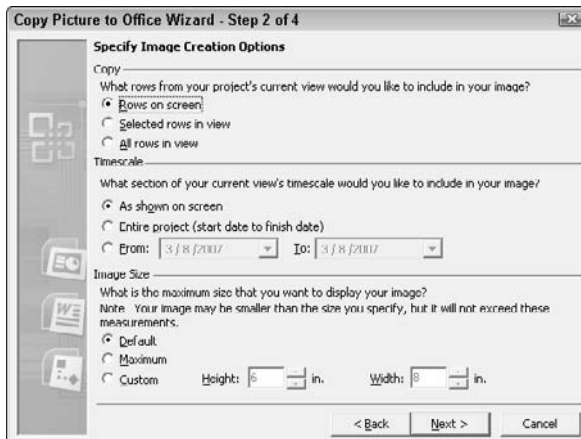 Copy Picture to Office Wizard - Step 2 of 4
Specify Image Creation Options
Copy
What rows from your project's current view would you like to include in your image?
Rows on screen
Selected rows in view
All rows in view
Timescale
What section of your current view's timescale would you like to include in your image?
As shown on screen
Entire project (start date to finish date)
From: 3 / 8 /2007 To: 3 / 8 /2007
Image Size
What is the maximum size that you want to display your image?
Note Your image may be smaller than the size you specify, but it will not exceed these
measurements.
Default
Maximum
Custom Height: 6 in. Width: 8 in.
< Back Next > Cancel